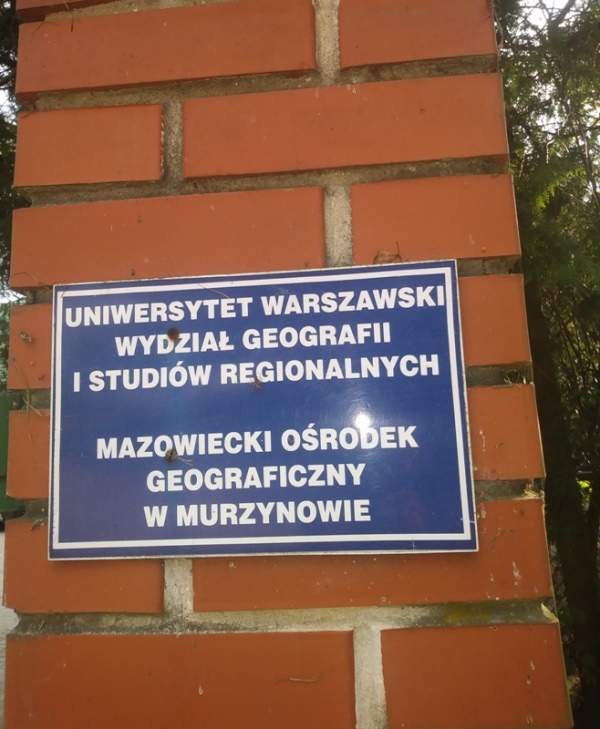 UNIWERSYTET WARSZAWSKI
WYDZIAŁ GEOGRAFII
I STUDIÓW REGIONALNYCH
MAZOWIECKI OŚRODEK
GEOGRAFICZNY
W MURZYNOWIE